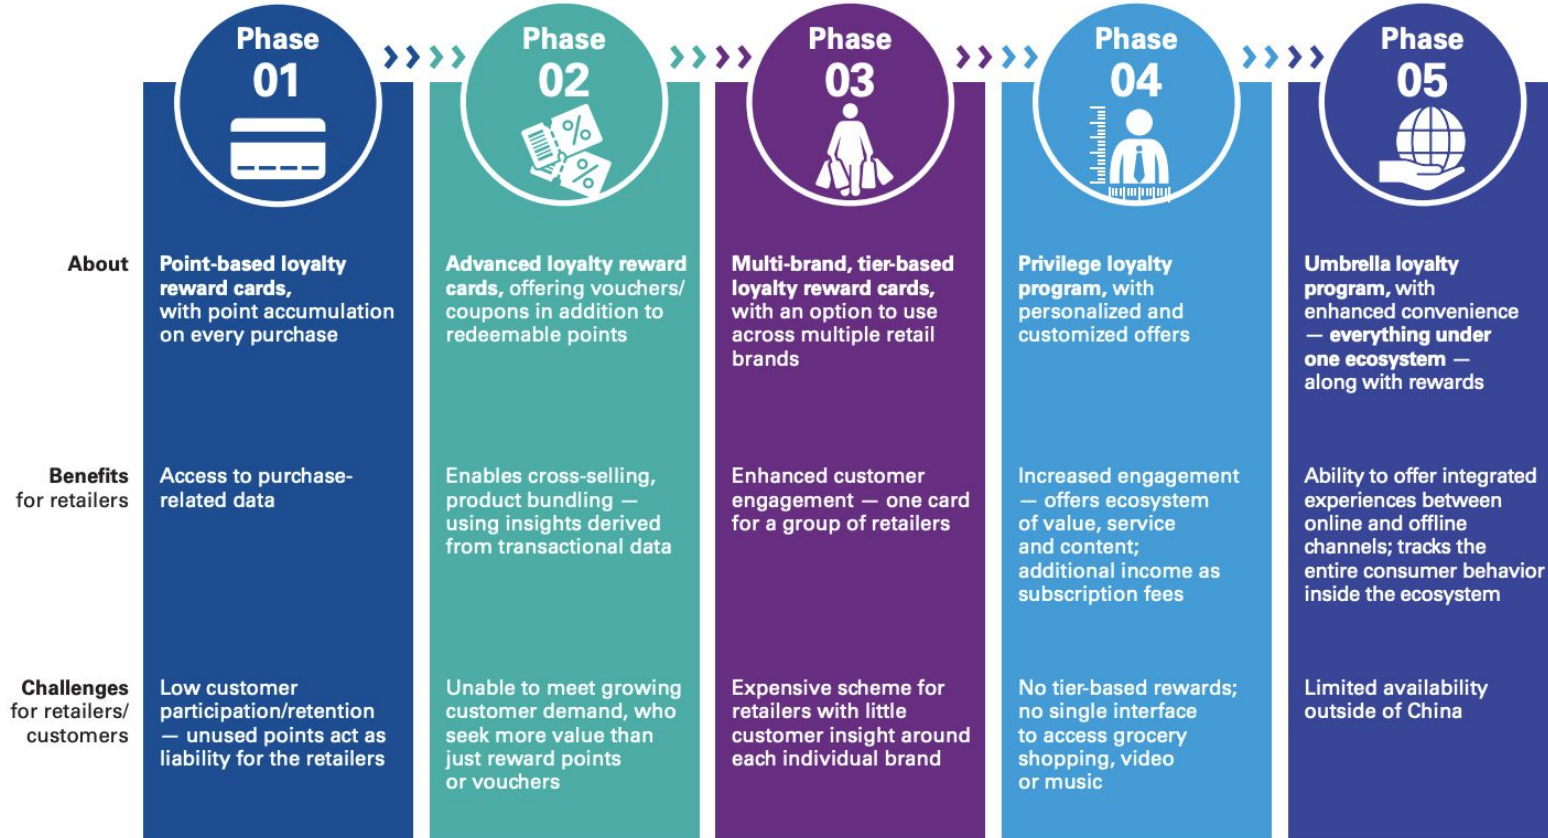 Phase
01
Phase
02
Phase
03
Phase
04
Phase
05
About
Point-based loyalty
reward cards,
with point accumulation
on every purchase
Advanced loyalty reward
cards, offering vouchers/
coupons in addition to
redeemable points
Multi-brand, tier-based
loyalty reward cards,
with an option to use
across multiple retail
brands
Privilege loyalty
program, with
personalized and
customized offers
Umbrella loyalty
program, with
enhanced convenience
— everything under
one ecosystem —
along with rewards
Benefits
for retailers
Access to purchase-
related data
Enables cross-selling,
product bundling —
using insights derived
from transactional data
Enhanced customer
engagement — one card
for a group of retailers
Increased engagement
— offers ecosystem
of value, service
and content;
additional income as
subscription fees
Ability to offer integrated
experiences between
online and offline
channels; tracks the
entire consumer behavior
inside the ecosystem
Challenges
for retailers/
customers
Low customer
participation/retention
— unused points act as
liability for the retailers
Unable to meet growing
customer demand, who
seek more value than
just reward points
or vouchers
Expensive scheme for
retailers with little
customer insight around
each individual brand
No tier-based rewards;
no single interface
to access grocery
shopping, video
or music
Limited availability
outside of China